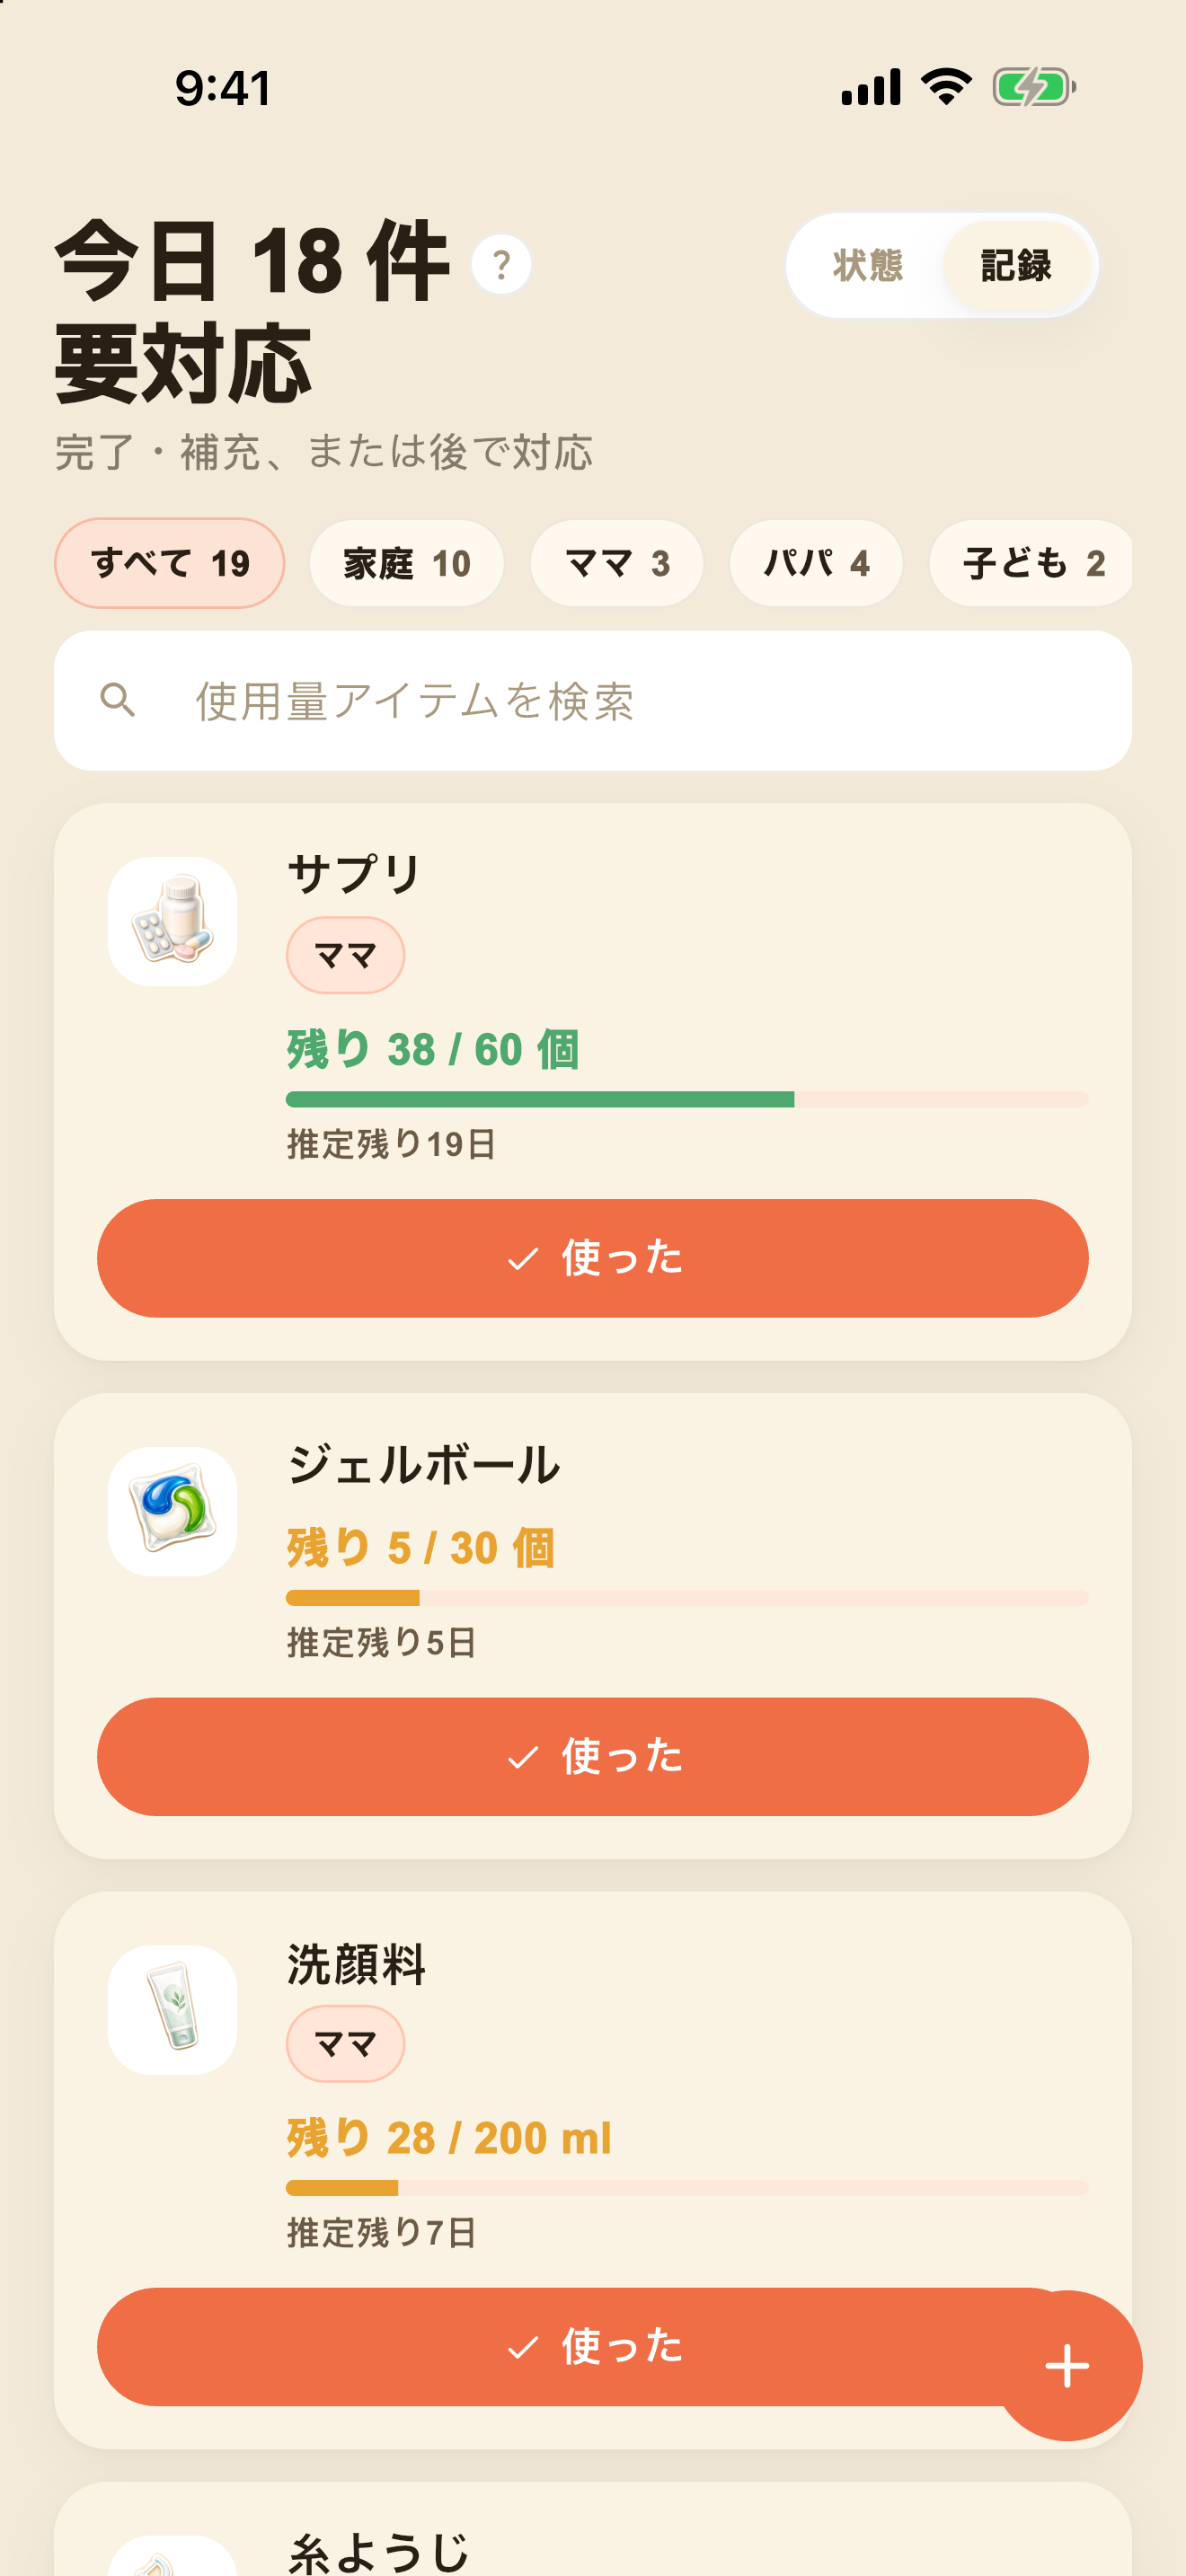 9:41
今日 18 件 ?
要対応
状態 記録
完了・補充、または後で対応
すべて 19 家庭 10 ママ 3 パパ 4 子ども 2
使用量アイテムを検索
サプリ
ママ
残り 38 / 60 個
推定残り19日
使った
ジェルボール
残り 5 / 30 個
推定残り5日
使った
洗顔料
ママ
残り 28 / 200 ml
推定残り7日
使った
糸ようじ